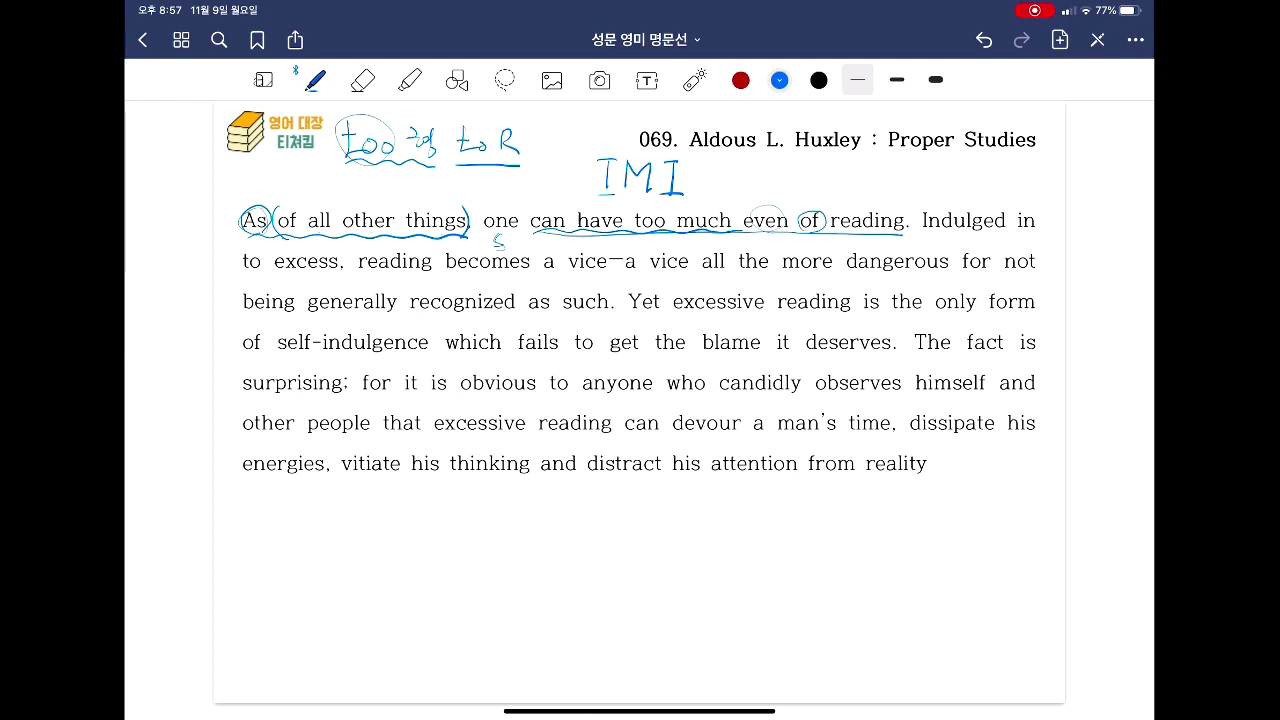 오후 8:57 11월 9일 월요일
77%
성문 영미 명문선
영어 대장
티쳐킴
too 형 to R
069. Aldous L. Huxley : Proper Studies
IMI
As of all other things, one can have too much even of reading. Indulged in
S
to excess, reading becomes a vice—a vice all the more dangerous for not
being generally recognized as such. Yet excessive reading is the only form
of self-indulgence which fails to get the blame it deserves. The fact is
surprising; for it is obvious to anyone who candidly observes himself and
other people that excessive reading can devour a man's time, dissipate his
energies, vitiate his thinking and distract his attention from reality